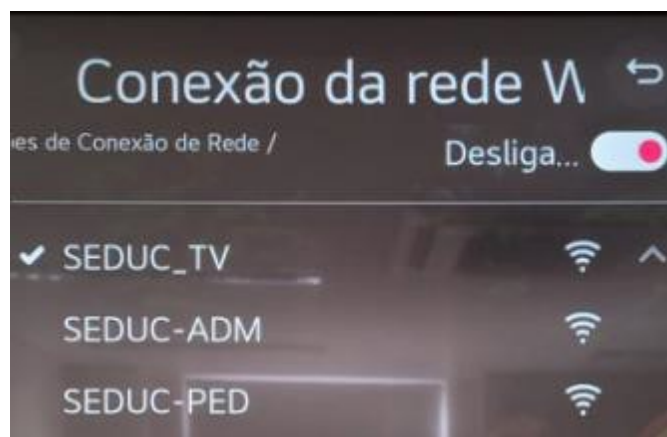 Conexão da rede W
es de Conexão de Rede /
Desliga...
SEDUC_TV
SEDUC-ADM
SEDUC-PED